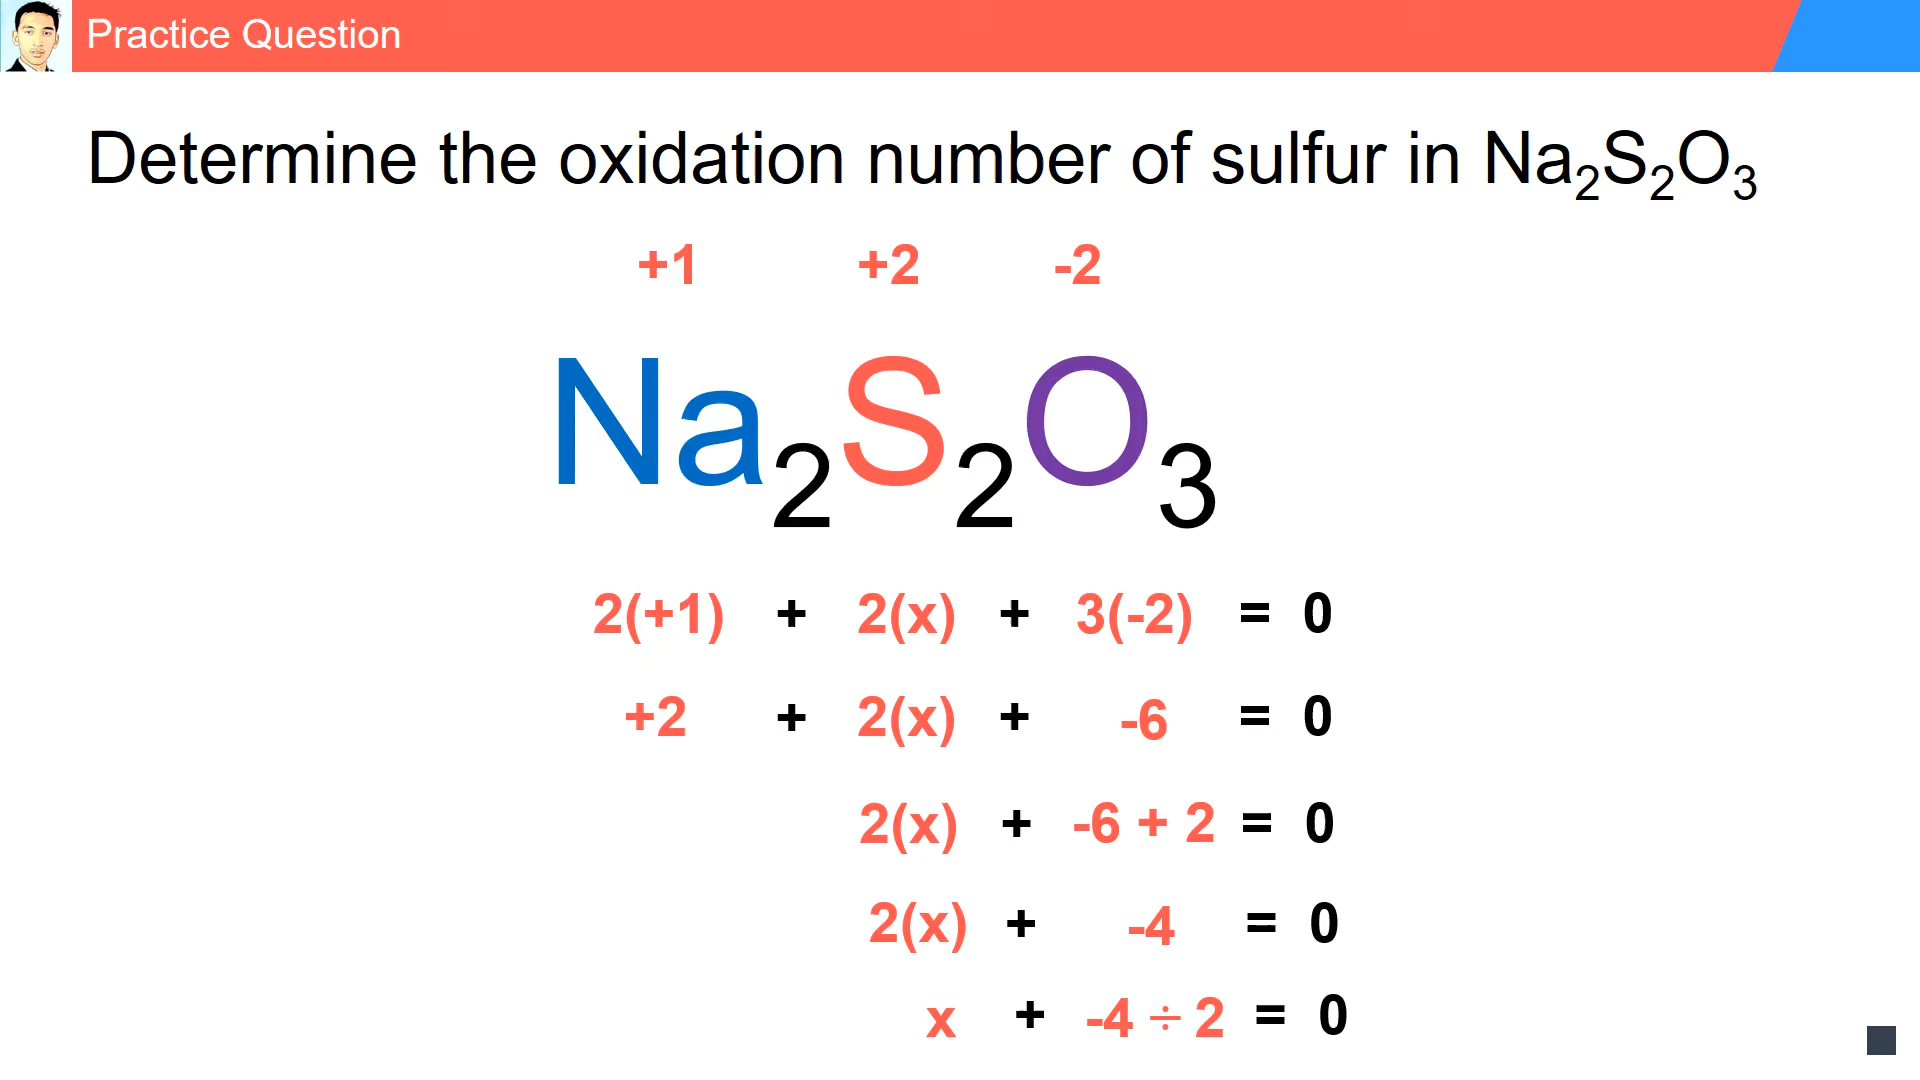 Practice Question
Determine the oxidation number of sulfur in Na₂S₂O₃
+1 +2 -2
Na₂S₂O₃
2(+1) + 2(x) + 3(-2) = 0
+2 + 2(x) + -6 = 0
2(x) + -6 + 2 = 0
2(x) + -4 = 0
x + -4 ÷ 2 = 0